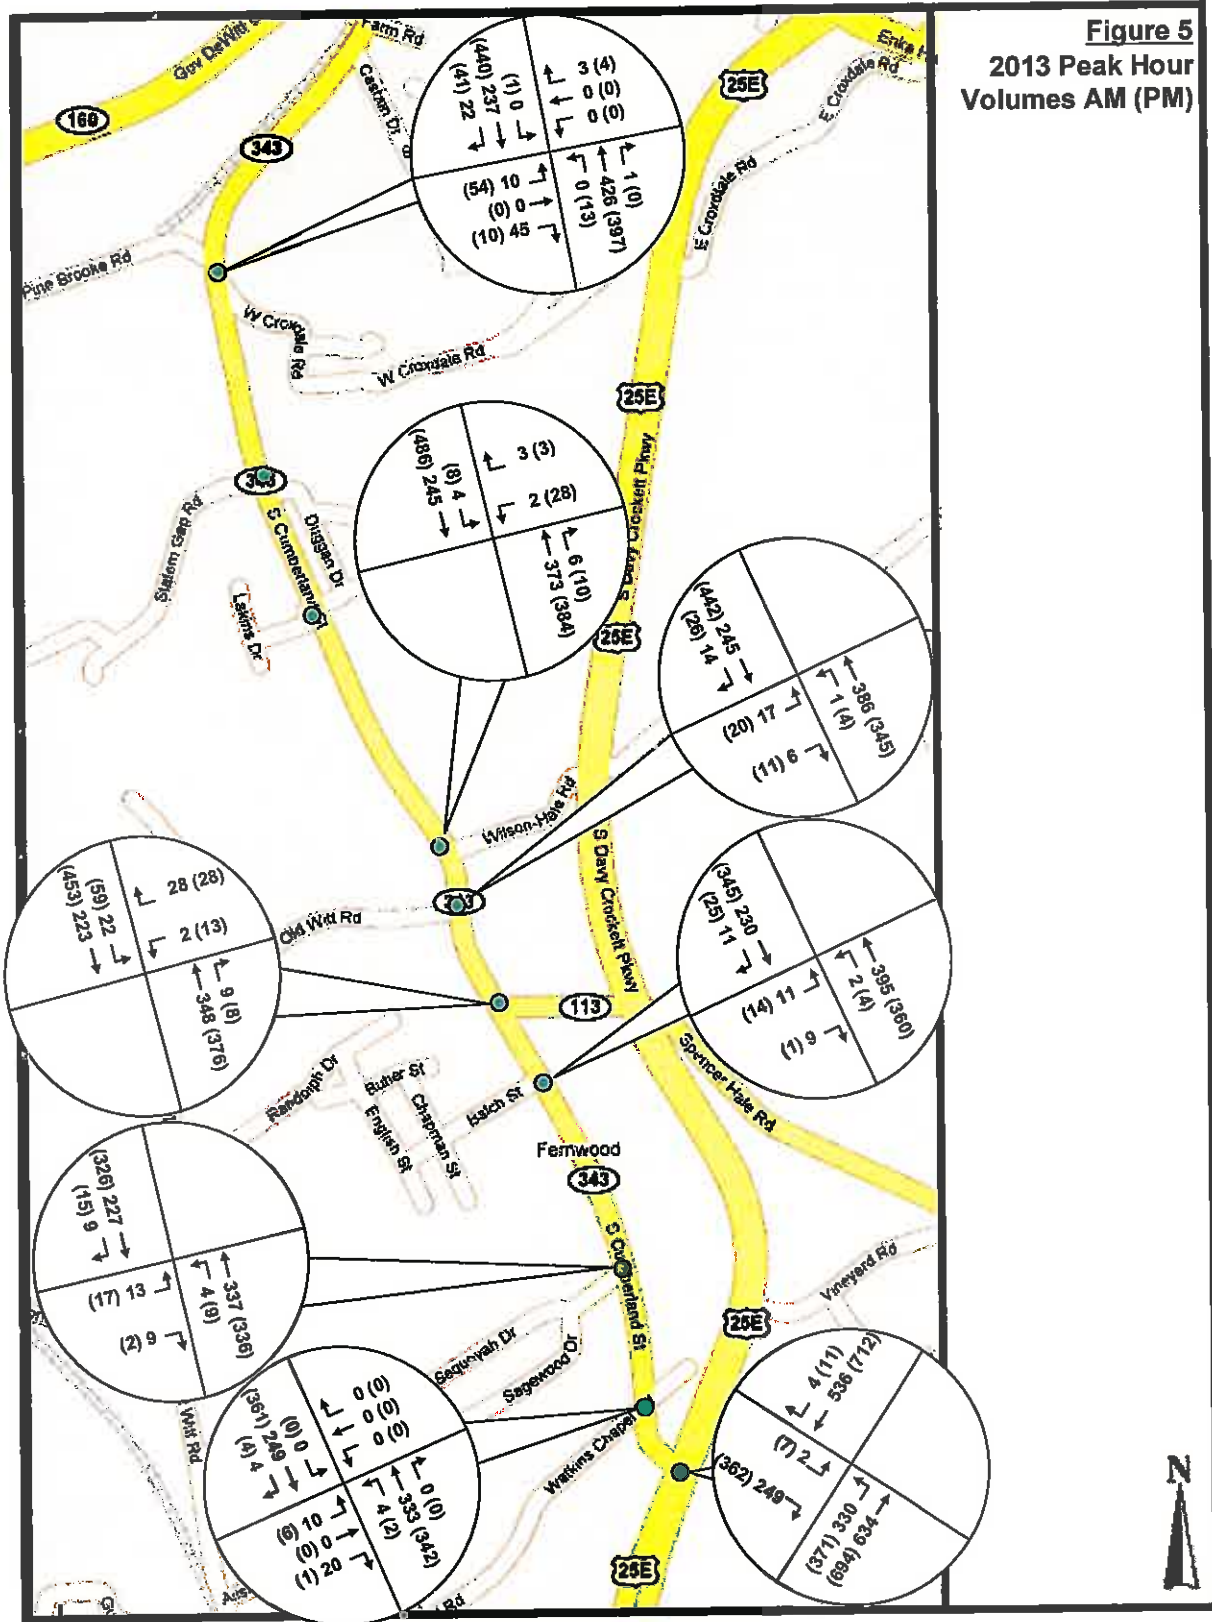 Figure 5
2013 Peak Hour
Volumes AM (PM)
Gov DeWitt
Farm Rd
160
343
Pine Brooke Rd
W Croxdale Rd
W Croxdale Rd
25E
E Croxdale Rd
E Croxdale Rd
(41) 22
(440) 237
(1) 0
3 (4)
0 (0)
0 (0)
(54) 10
(0) 0
(10) 45
0 (13)
426 (397)
1 (0)
25E
S Davy Crockett Pkwy
25E
Statem Gap Rd
Duggan Dr
Lakins Dr
S Cumberland St
(486) 245
(8) 4
3 (3)
2 (28)
373 (384)
6 (10)
(442) 245
(26) 14
(20) 17
(11) 6
1 (4)
386 (345)
Wilson-Hale Rd
Old Witt Rd
S Davy Crockett Pkwy
113
(453) 223
(59) 22
28 (28)
2 (13)
348 (376)
9 (8)
(345) 230
(25) 11
(14) 11
(1) 9
2 (4)
395 (360)
Spencer Hale Rd
Randolph Dr
Butler St
English St
Chapman St
Balch St
Fernwood
343
S Cumberland St
(326) 227
(15) 9
(17) 13
(2) 9
4 (9)
337 (336)
Vineyard Rd
25E
Sequoyah Dr
Sagewood Dr
Watkins Chapel
Witt Rd
(361) 249
(4) 4
(0) 0
0 (0)
0 (0)
0 (0)
(6) 10
(0) 0
(1) 20
4 (2)
333 (342)
0 (0)
4 (11)
536 (712)
(7) 2
(362) 249
(371) 330
(694) 634
25E
Rd
N